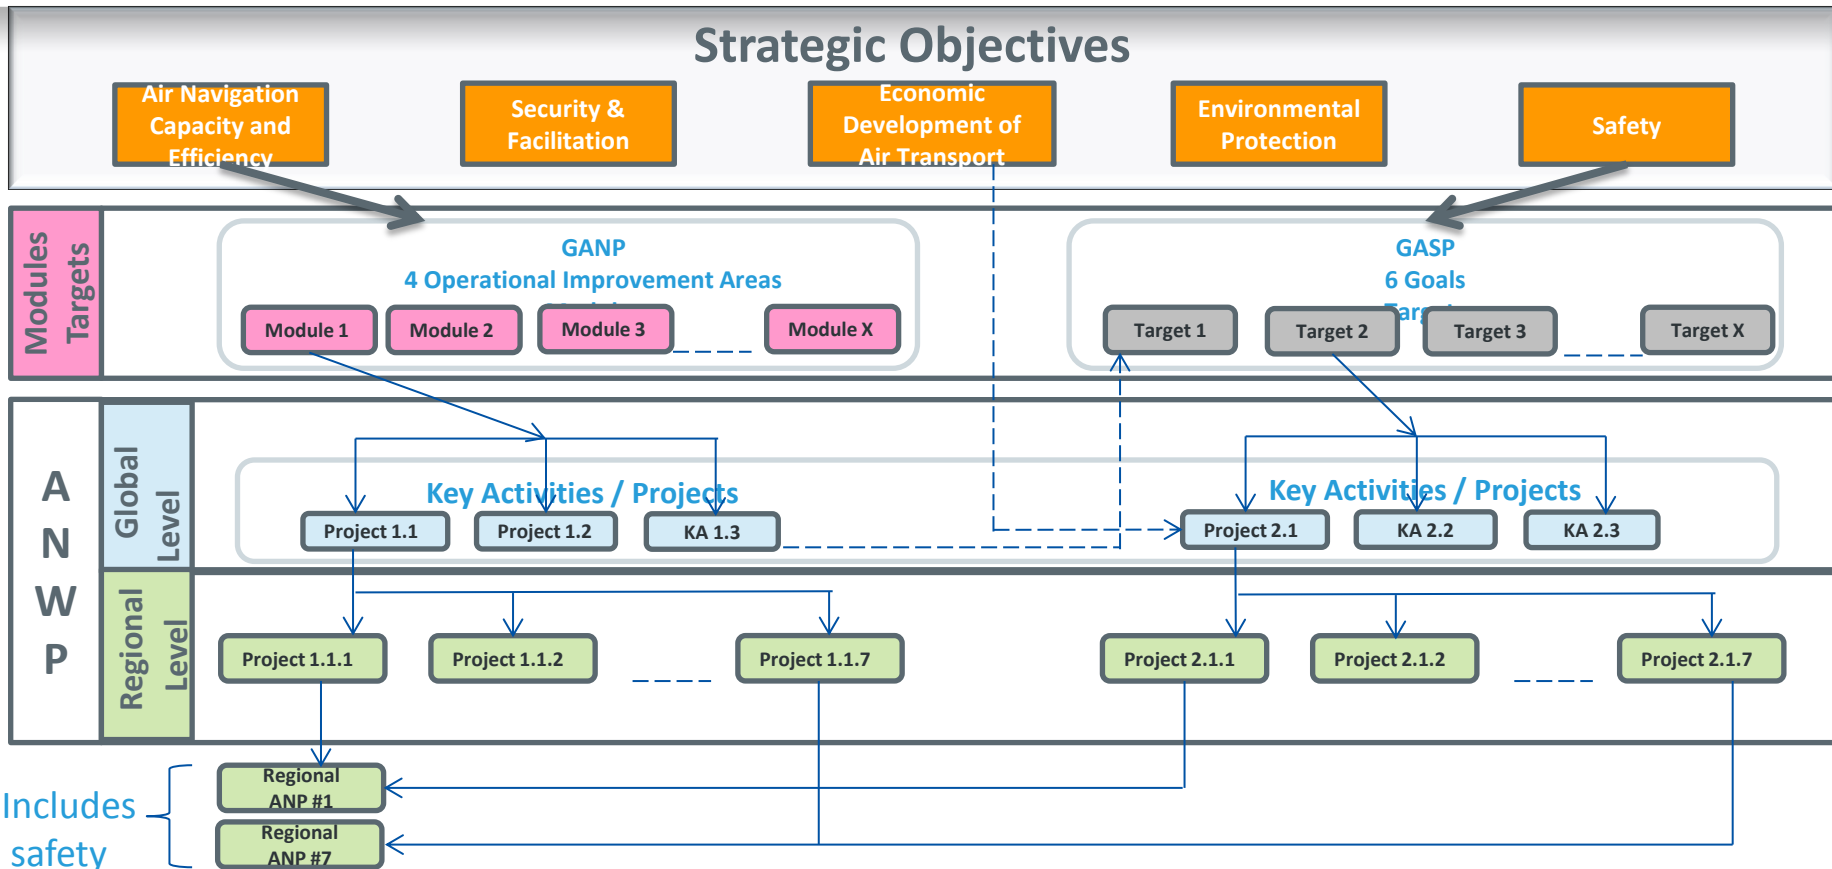 Strategic Objectives
Air Navigation
Capacity and
Efficiency
Security &
Facilitation
Economic
Development of
Air Transport
Environmental
Protection
Safety
Modules
Targets
GANP
4 Operational Improvement Areas
Module 1
Module 2
Module 3
Module X
GASP
6 Goals
Target 1
Target 2
Target 3
Target X
A
N
W
P
Global
Level
Key Activities / Projects
Project 1.1
Project 1.2
KA 1.3
Key Activities / Projects
Project 2.1
KA 2.2
KA 2.3
Regional
Level
Project 1.1.1
Project 1.1.2
Project 1.1.7
Project 2.1.1
Project 2.1.2
Project 2.1.7
Includes
safety
Regional
ANP #1
Regional
ANP #7